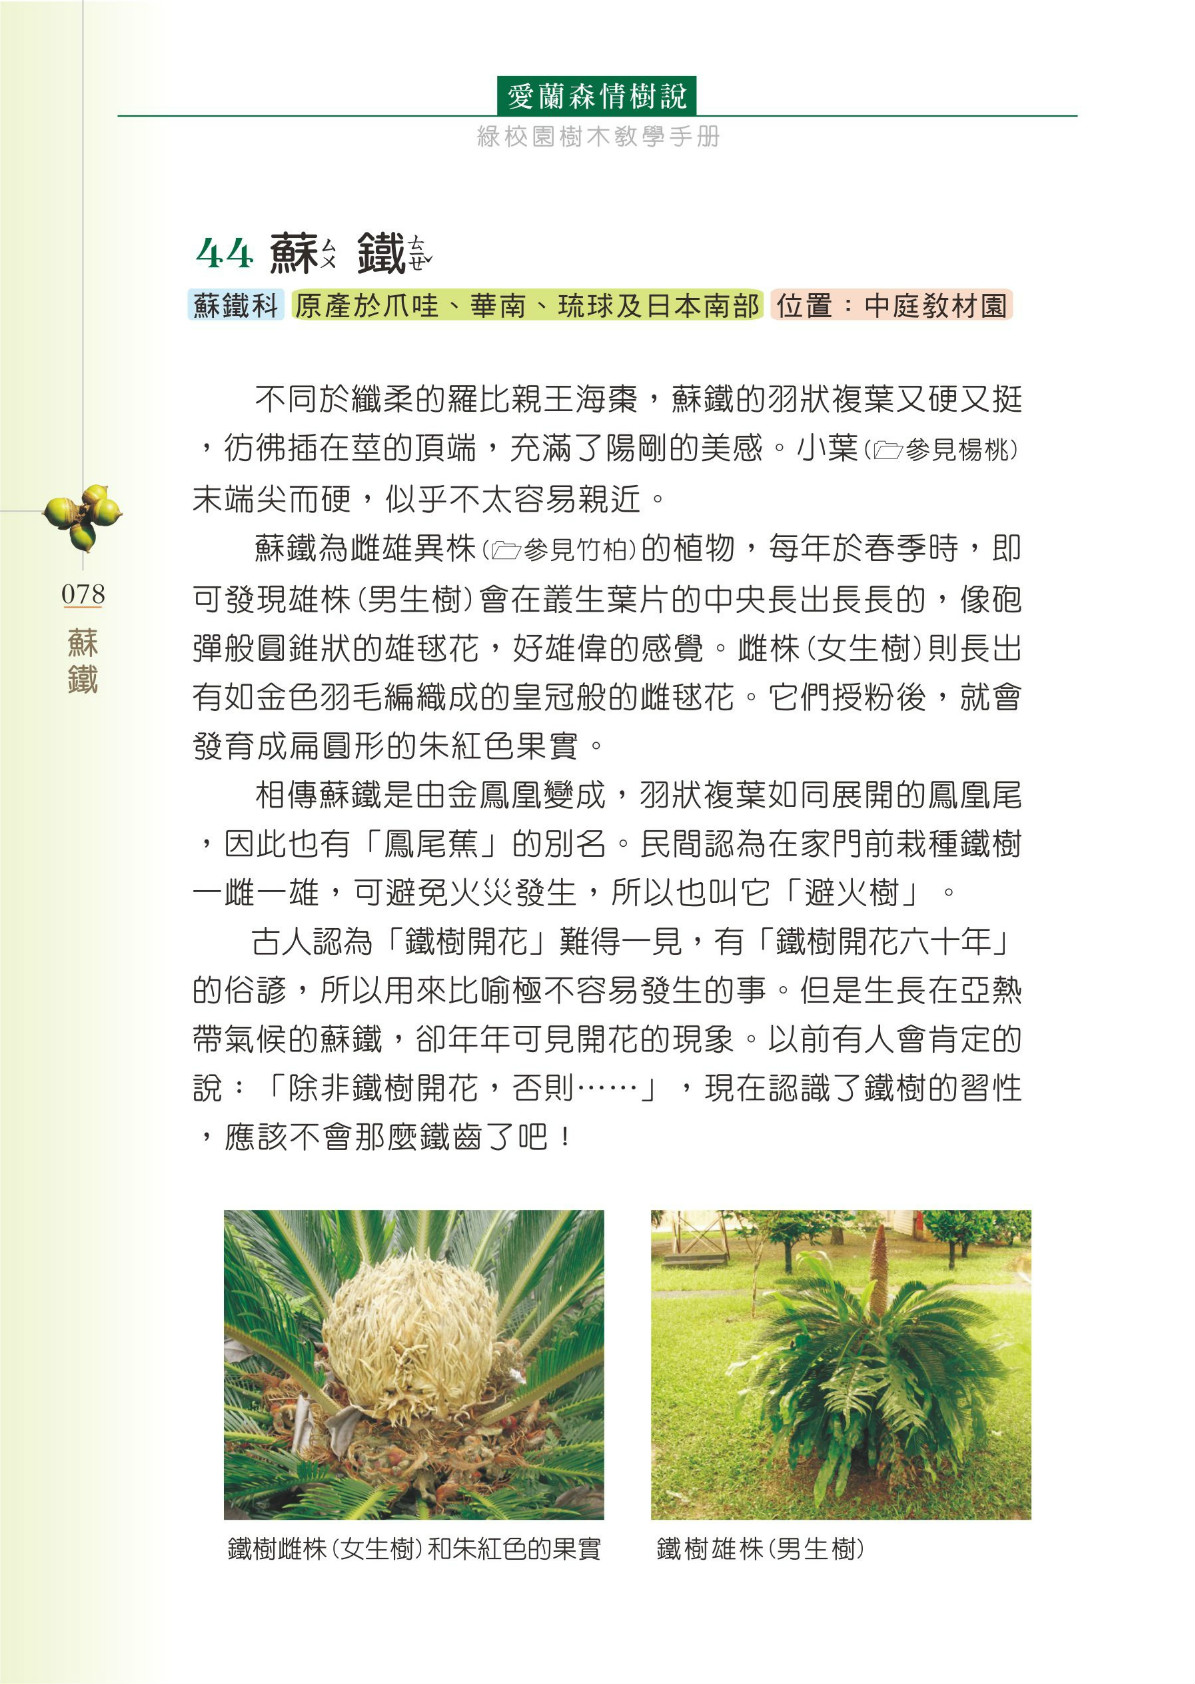 愛蘭森情樹說
綠校園樹木教學手册
44 蘇ㄙㄨ 鐵ㄊㄧㄝˇ
蘇鐵科 原產於爪哇、華南、琉球及日本南部 位置：中庭教材園
不同於纖柔的羅比親王海棗，蘇鐵的羽狀複葉又硬又挺
，彷彿插在莖的頂端，充滿了陽剛的美感。小葉(參見楊桃)
末端尖而硬，似乎不太容易親近。
蘇鐵為雌雄異株(參見竹柏)的植物，每年於春季時，即
可發現雄株(男生樹)會在叢生葉片的中央長出長長的，像砲
彈般圓錐狀的雄毬花，好雄偉的感覺。雌株(女生樹)則長出
有如金色羽毛編織成的皇冠般的雌毬花。它們授粉後，就會
發育成扁圓形的朱紅色果實。
相傳蘇鐵是由金鳳凰變成，羽狀複葉如同展開的鳳凰尾
，因此也有「鳳尾蕉」的別名。民間認為在家門前栽種鐵樹
一雌一雄，可避免火災發生，所以也叫它「避火樹」。
古人認為「鐵樹開花」難得一見，有「鐵樹開花六十年」
的俗諺，所以用來比喻極不容易發生的事。但是生長在亞熱
帶氣候的蘇鐵，卻年年可見開花的現象。以前有人會肯定的
說：「除非鐵樹開花，否則……」，現在認識了鐵樹的習性
，應該不會那麼鐵齒了吧！
078
蘇鐵
鐵樹雌株(女生樹)和朱紅色的果實
鐵樹雄株(男生樹)